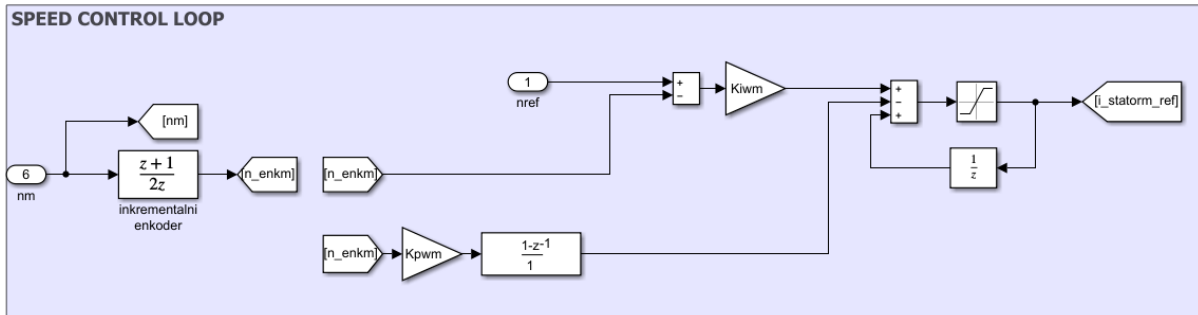 SPEED CONTROL LOOP
1
nref
+
−
Kiwm
+
−
+
[i_statorm_ref]
1
z
[nm]
6
nm
z + 1
2z
inkrementalni
enkoder
[n_enkm]
[n_enkm]
[n_enkm]
Kpwm
1-z-1
1